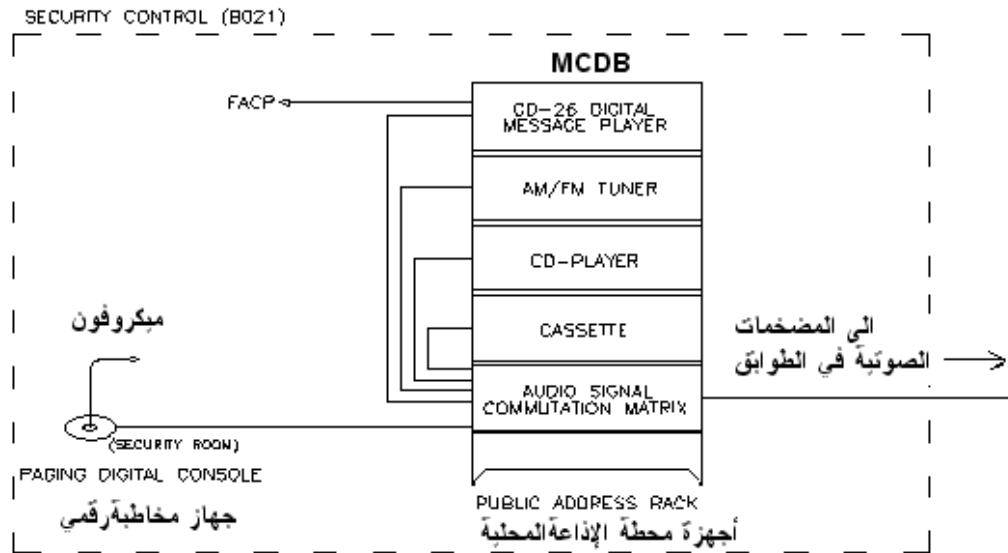 SECURITY CONTROL (B021)
MCDB
FACP
CD-26 DIGITAL
MESSAGE PLAYER
AM/FM TUNER
CD-PLAYER
CASSETTE
AUDIO SIGNAL
COMMUTATION MATRIX
ميكروفون
الى المضخمات
الصوتية في الطوابق
(SECURITY ROOM)
PAGING DIGITAL CONSOLE
جهاز مخاطبة رقمي
PUBLIC ADDRESS RACK
أجهزة محطة الإذاعة المحلية